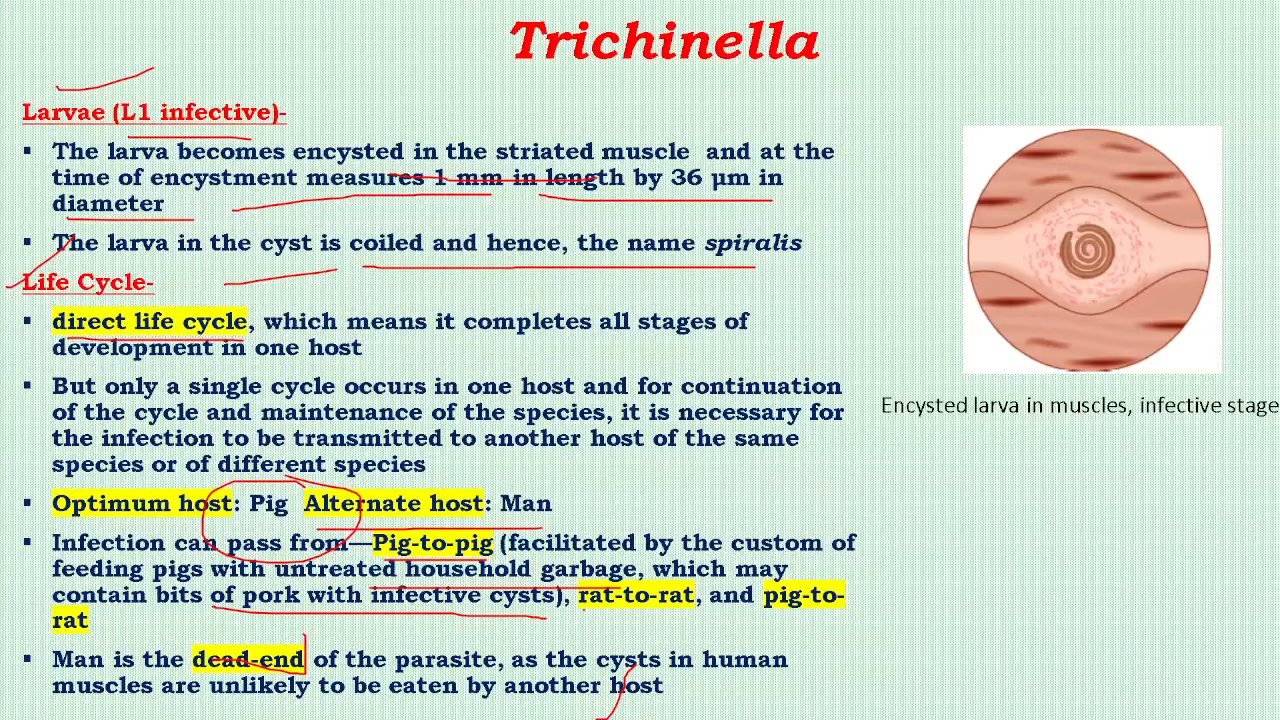 Trichinella
Larvae (L1 infective)-
▪ The larva becomes encysted in the striated muscle and at the
time of encystment measures 1 mm in length by 36 µm in
diameter
▪ The larva in the cyst is coiled and hence, the name spiralis
Life Cycle-
▪ direct life cycle, which means it completes all stages of
development in one host
▪ But only a single cycle occurs in one host and for continuation
of the cycle and maintenance of the species, it is necessary for
the infection to be transmitted to another host of the same
species or of different species
▪ Optimum host: Pig Alternate host: Man
▪ Infection can pass from—Pig-to-pig (facilitated by the custom of
feeding pigs with untreated household garbage, which may
contain bits of pork with infective cysts), rat-to-rat, and pig-to-
rat
▪ Man is the dead-end of the parasite, as the cysts in human
muscles are unlikely to be eaten by another host
Encysted larva in muscles, infective stage